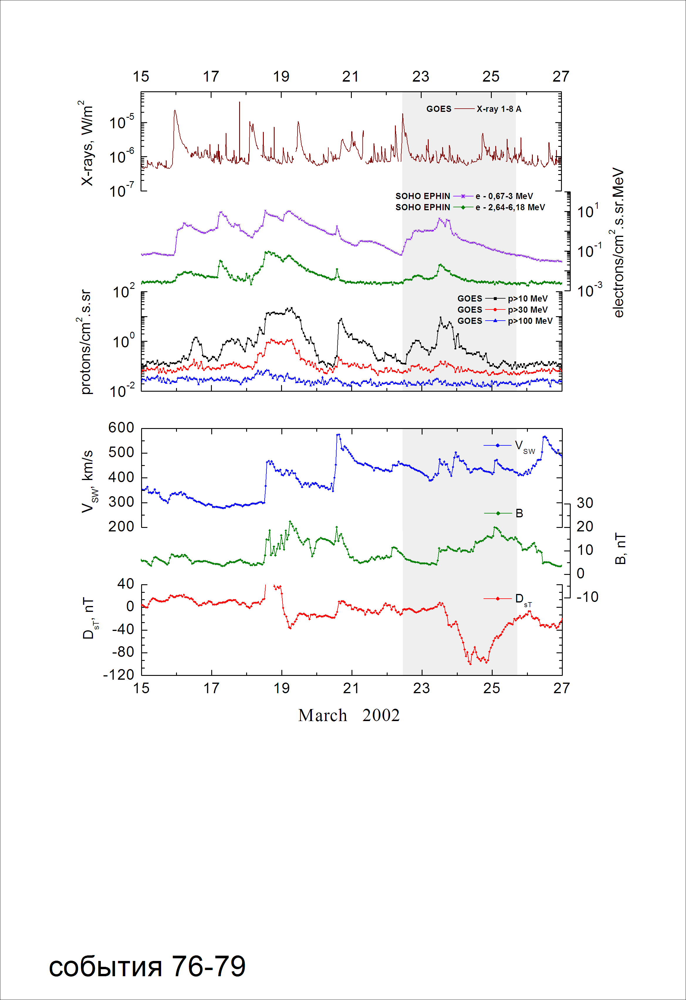 15 17 19 21 23 25 27
X-rays, W/m²
10⁻⁵
10⁻⁶
10⁻⁷
GOES X-ray 1-8 A
SOHO EPHIN e - 0,67-3 MeV
SOHO EPHIN e - 2,64-6,18 MeV
electrons/cm².s.sr.MeV
10¹
10⁻¹
10⁻³
protons/cm².s.sr
10²
10⁰
10⁻²
GOES p>10 MeV
GOES p>30 MeV
GOES p>100 MeV
V_SW, km/s
600
500
400
300
200
V_SW
B
30
20
10
0
-10
B, nT
D_sT, nT
40
0
-40
-80
-120
D_sT
15 17 19 21 23 25 27
March 2002
события 76-79